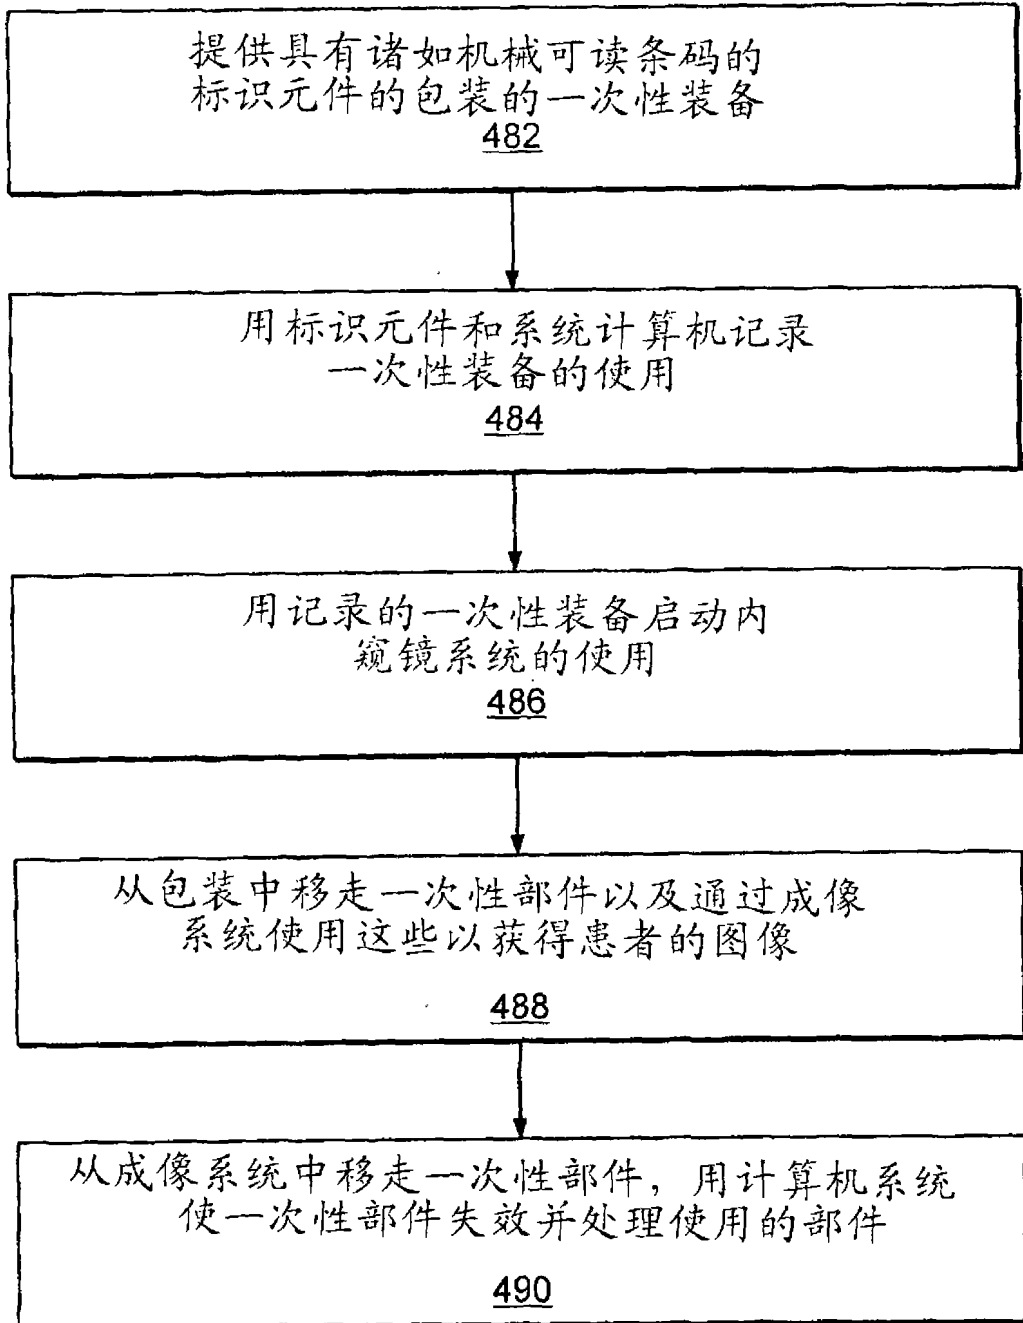 提供具有诸如机械可读条码的
标识元件的包装的一次性装备
482
用标识元件和系统计算机记录
一次性装备的使用
484
用记录的一次性装备启动内
窥镜系统的使用
486
从包装中移走一次性部件以及通过成像
系统使用这些以获得患者的图像
488
从成像系统中移走一次性部件，用计算机系统
使一次性部件失效并处理使用的部件
490